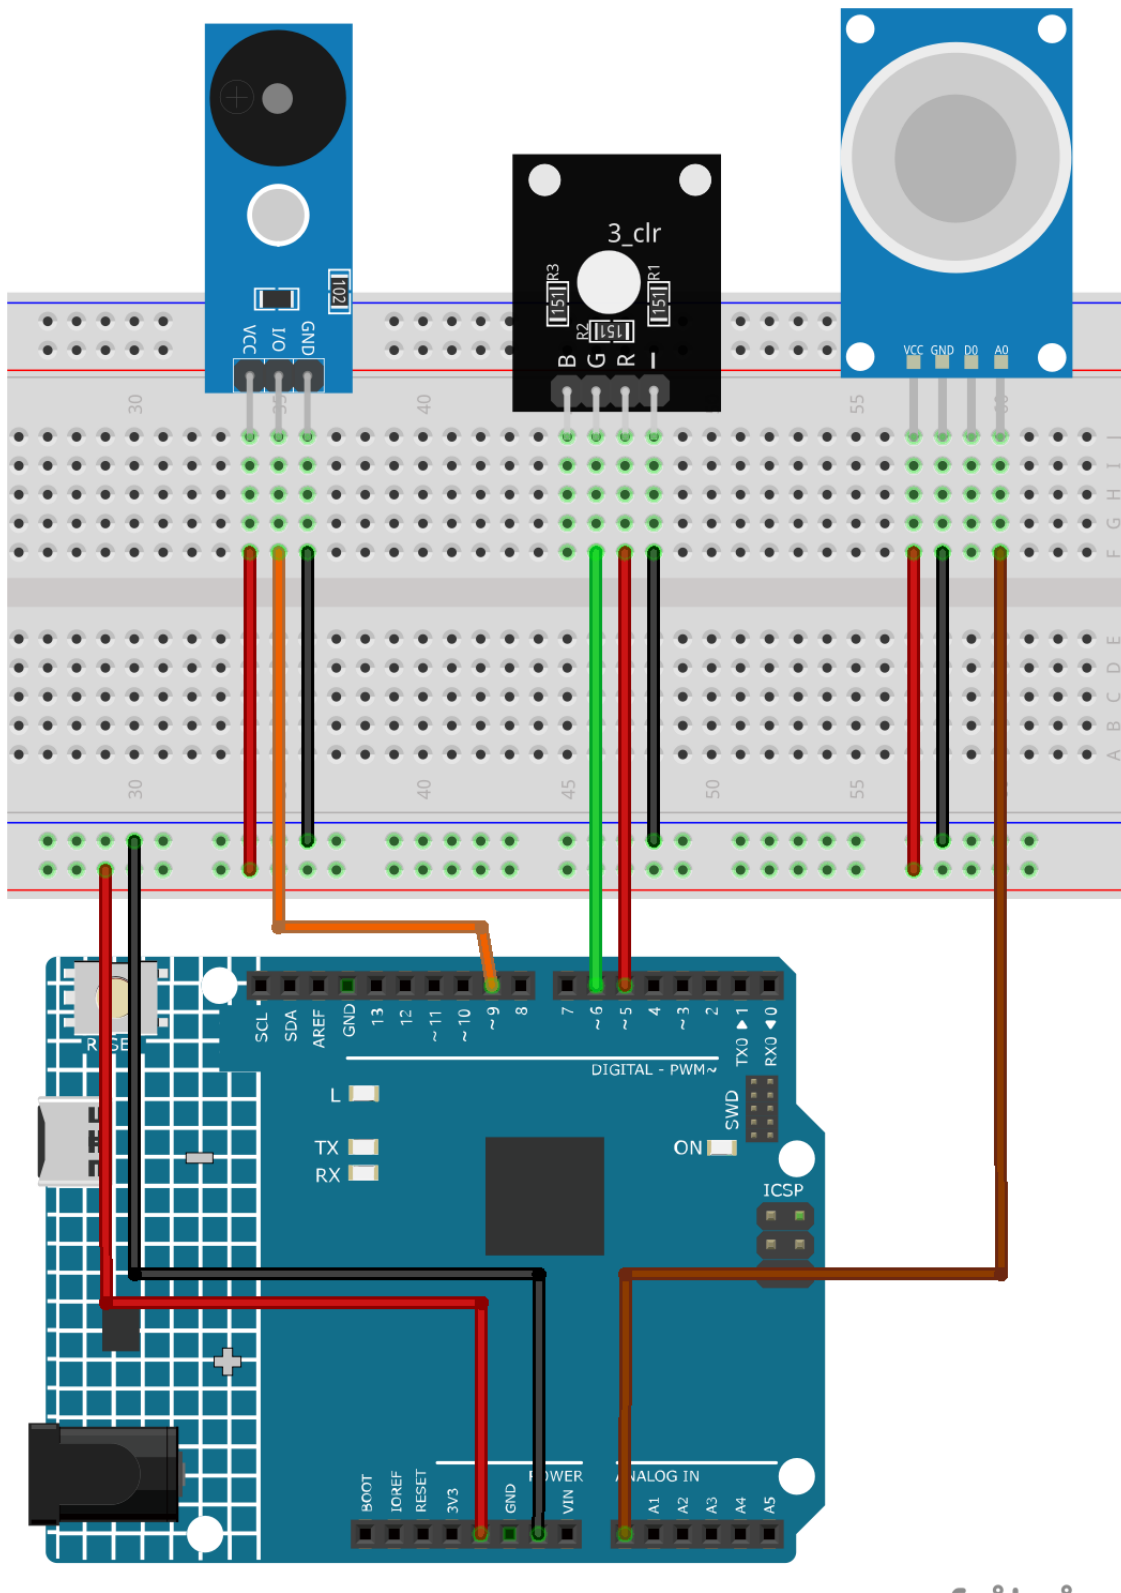 3_clr
R3
R1
151
151
R2
151
102
B
G
R
VCC
I/O
GND
VCC
GND
D0
A0
30
40
55
J
I
H
G
F
E
D
C
B
A
30
40
45
50
55
SCL
SDA
AREF
GND
13
12
~11
~10
~9
8
7
~6
~5
4
~3
2
TX0 ▶ 1
RX0 ◀ 0
DIGITAL - PWM~
L
TX
RX
ON
SWD
ICSP
POWER
ANALOG IN
BOOT
IOREF
RESET
3V3
GND
VIN
A1
A2
A3
A4
A5